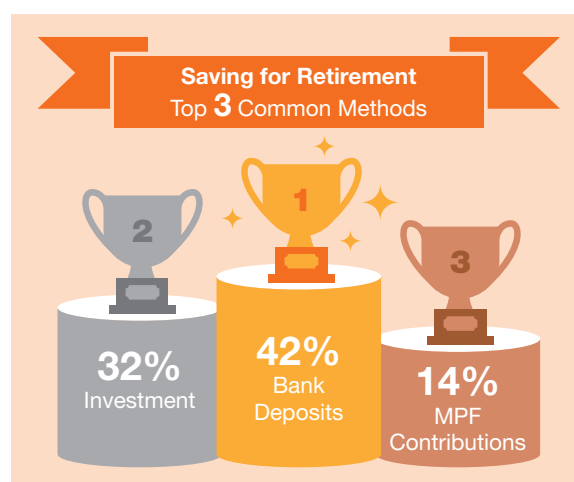 Saving for Retirement
Top 3 Common Methods
2
1
3
32%
Investment
42%
Bank
Deposits
14%
MPF
Contributions